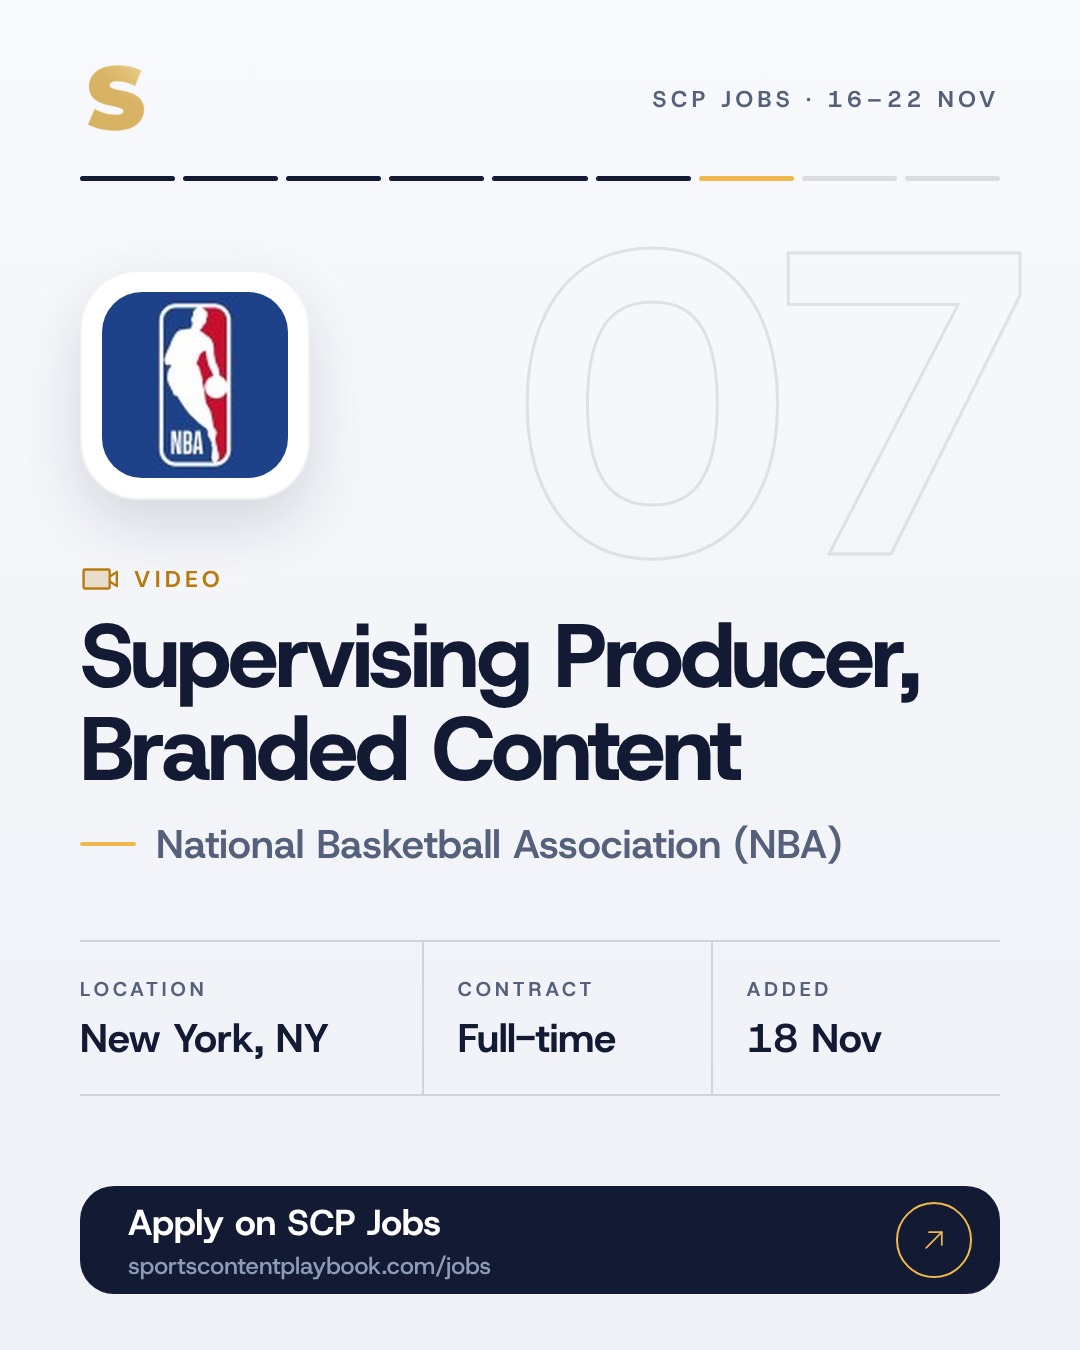 S
SCP JOBS · 16–22 NOV
07
NBA
VIDEO
Supervising Producer,
Branded Content
National Basketball Association (NBA)
LOCATION
New York, NY
CONTRACT
Full-time
ADDED
18 Nov
Apply on SCP Jobs
sportscontentplaybook.com/jobs